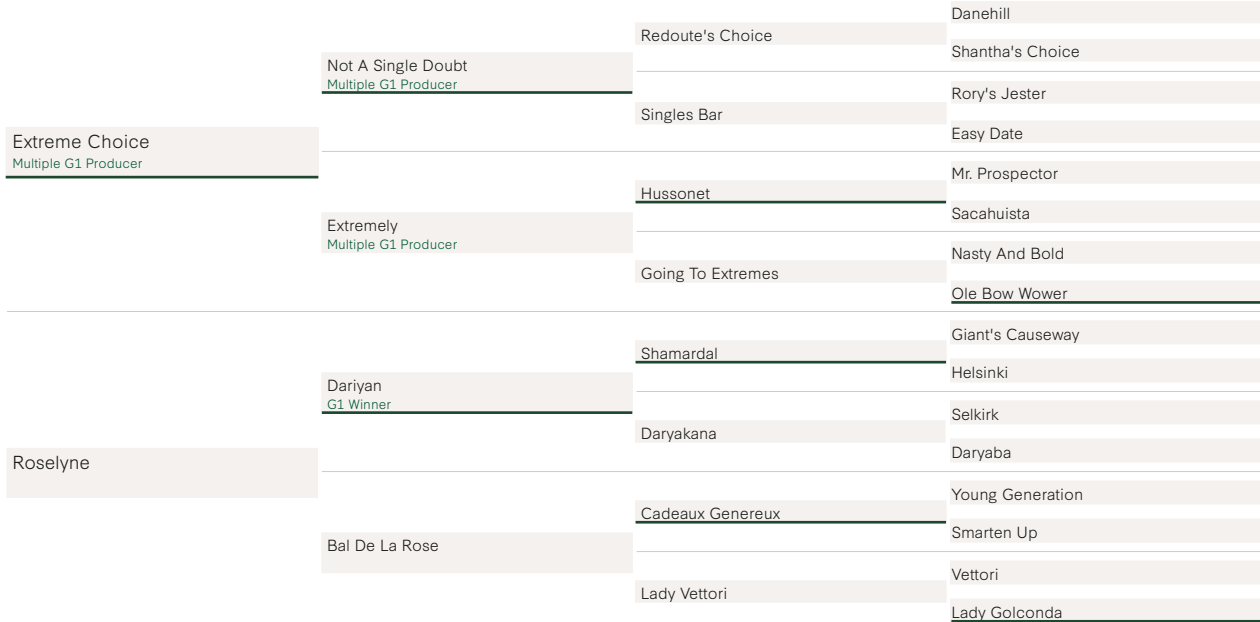 Extreme Choice
Multiple G1 Producer
Roselyne
Not A Single Doubt
Multiple G1 Producer
Extremely
Multiple G1 Producer
Dariyan
G1 Winner
Bal De La Rose
Redoute's Choice
Singles Bar
Hussonet
Going To Extremes
Shamardal
Daryakana
Cadeaux Genereux
Lady Vettori
Danehill
Shantha's Choice
Rory's Jester
Easy Date
Mr. Prospector
Sacahuista
Nasty And Bold
Ole Bow Wower
Giant's Causeway
Helsinki
Selkirk
Daryaba
Young Generation
Smarten Up
Vettori
Lady Golconda